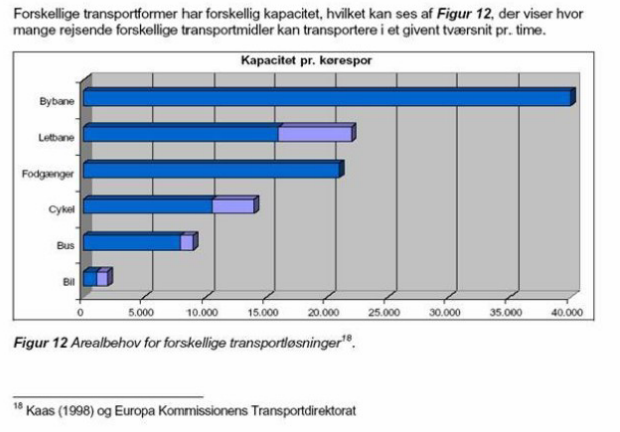 Forskellige transportformer har forskellig kapacitet, hvilket kan ses af Figur 12, der viser hvor
mange rejsende forskellige transportmidler kan transportere i et givent tværsnit pr. time.
Kapacitet pr. kørespor
Bybane
Letbane
Fodgænger
Cykel
Bus
Bil
0 5.000 10.000 15.000 20.000 25.000 30.000 35.000 40.000
Figur 12 Arealbehov for forskellige transportløsninger18.
18 Kaas (1998) og Europa Kommissionens Transportdirektorat